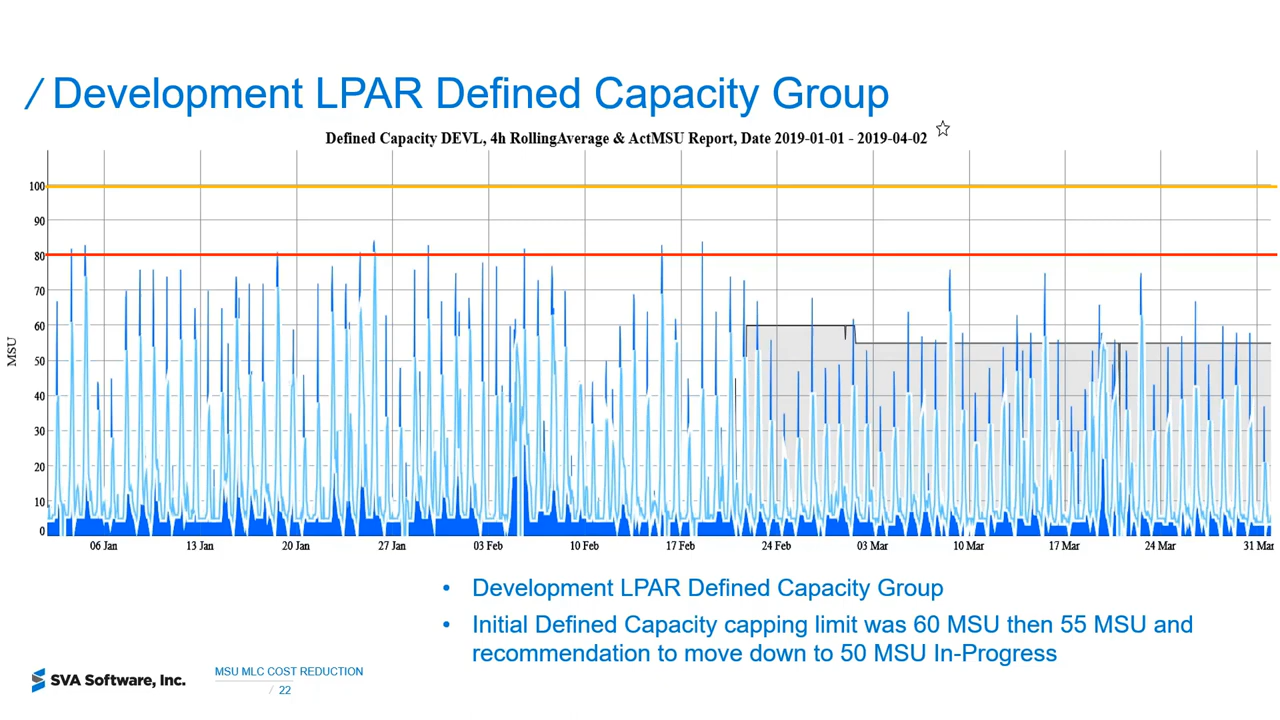 / Development LPAR Defined Capacity Group
Defined Capacity DEVL, 4h RollingAverage & ActMSU Report, Date 2019-01-01 - 2019-04-02
100
90
80
70
60
50
40
30
20
10
0
MSU
06 Jan 13 Jan 20 Jan 27 Jan 03 Feb 10 Feb 17 Feb 24 Feb 03 Mar 10 Mar 17 Mar 24 Mar 31 Mar
• Development LPAR Defined Capacity Group
• Initial Defined Capacity capping limit was 60 MSU then 55 MSU and
recommendation to move down to 50 MSU In-Progress
SVA Software, Inc.
MSU MLC COST REDUCTION
/ 22